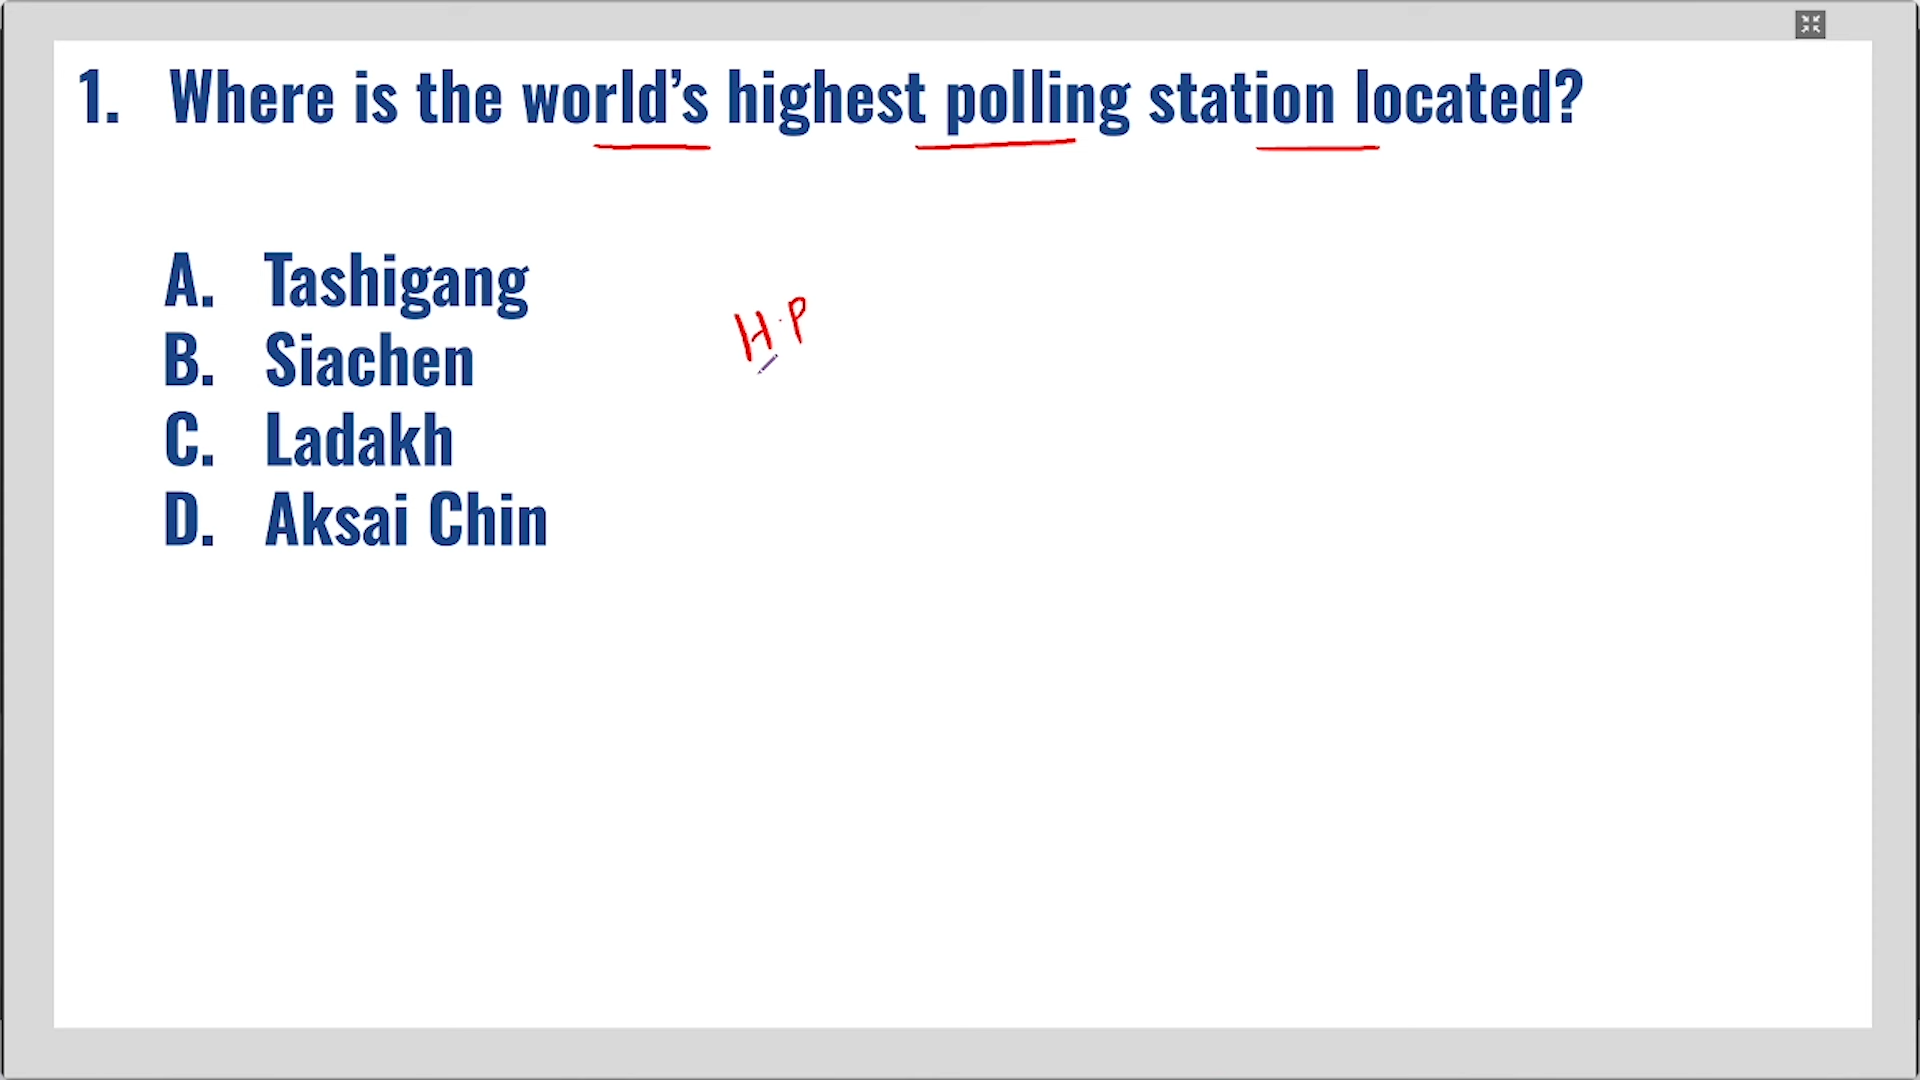 1. Where is the world’s highest polling station located?
A. Tashigang
H.P
B. Siachen
C. Ladakh
D. Aksai Chin